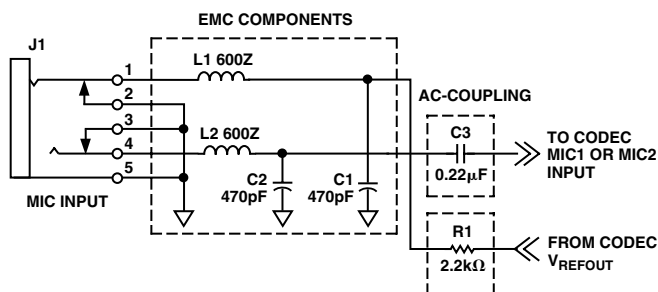 EMC COMPONENTS
J1
1
L1 600Z
2
AC-COUPLING
3
C3
L2 600Z
4
TO CODEC
MIC1 OR MIC2
INPUT
5
C2
470pF
C1
470pF
0.22µF
MIC INPUT
R1
2.2kΩ
FROM CODEC
VREFOUT